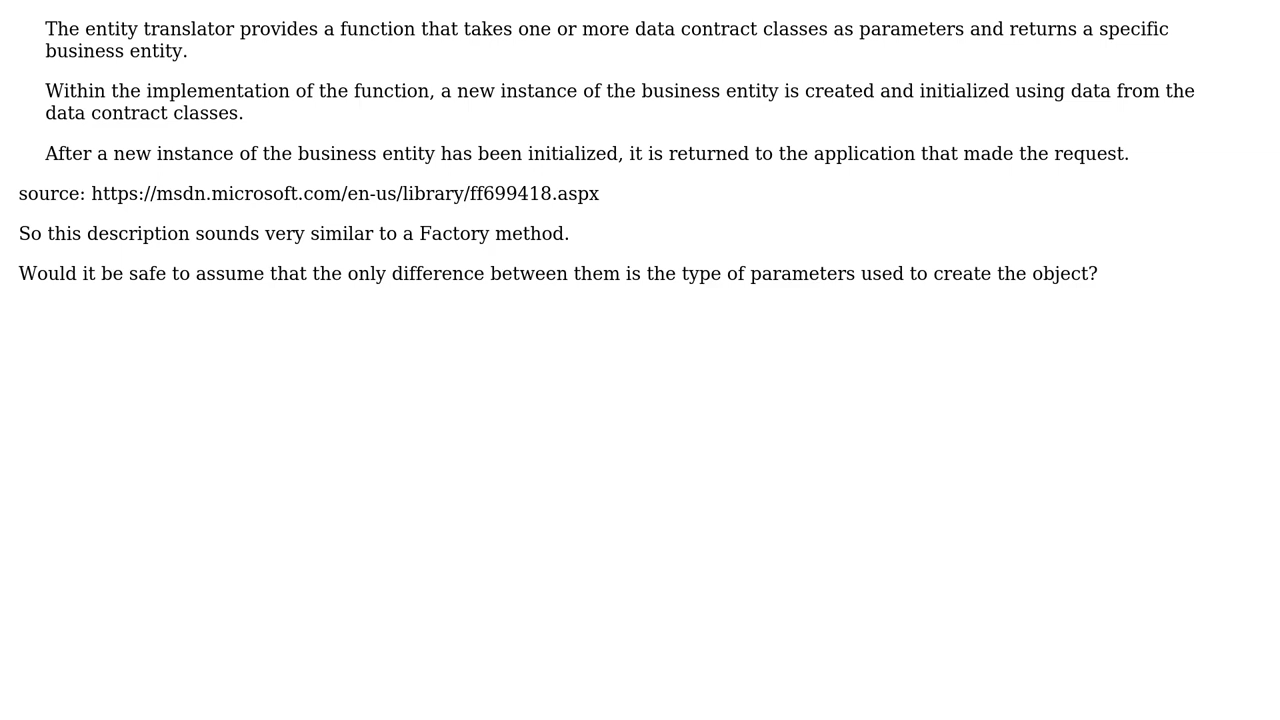 The entity translator provides a function that takes one or more data contract classes as parameters and returns a specific
business entity.
Within the implementation of the function, a new instance of the business entity is created and initialized using data from the
data contract classes.
After a new instance of the business entity has been initialized, it is returned to the application that made the request.
source: https://msdn.microsoft.com/en-us/library/ff699418.aspx
So this description sounds very similar to a Factory method.
Would it be safe to assume that the only difference between them is the type of parameters used to create the object?